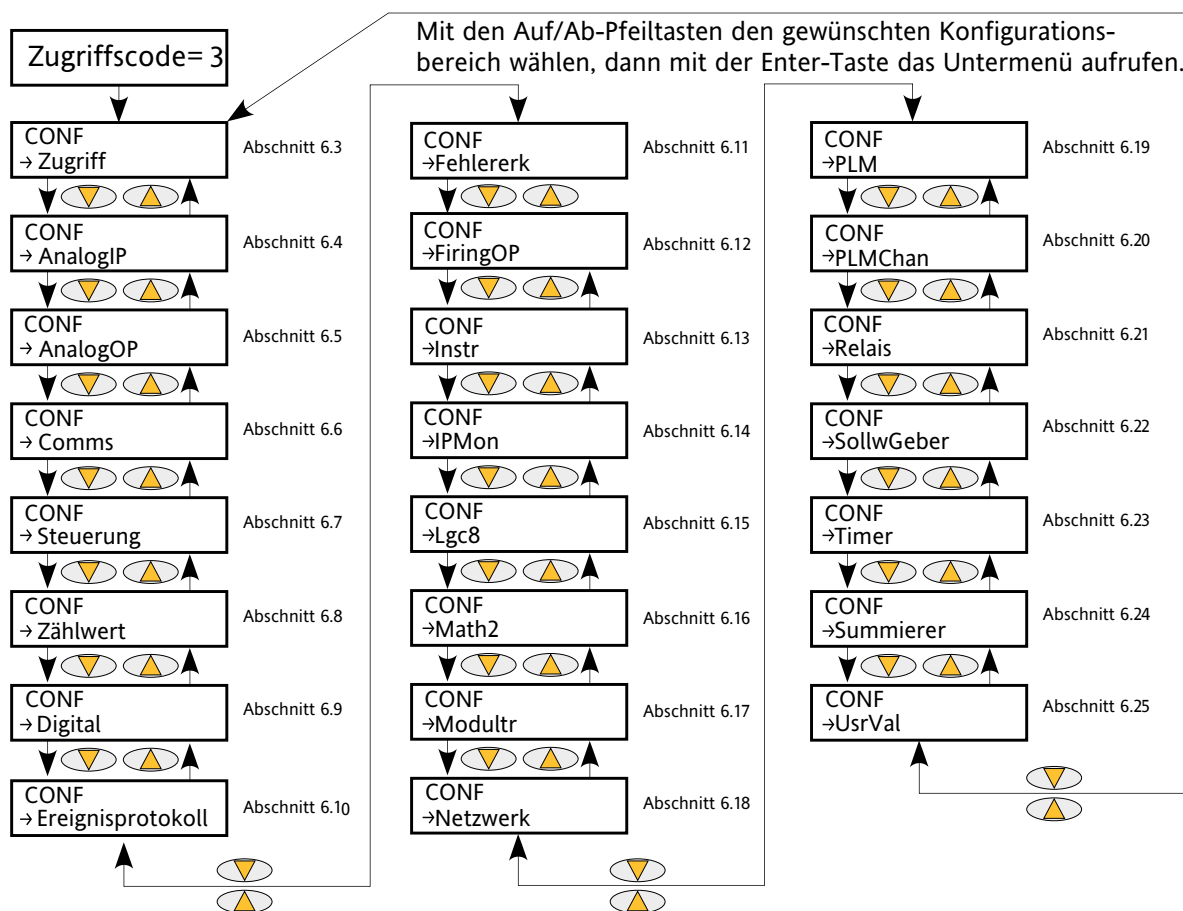 Mit den Auf/Ab-Pfeiltasten den gewünschten Konfigurations-
bereich wählen, dann mit der Enter-Taste das Untermenü aufrufen.
Zugriffscode= 3
CONF
→ Zugriff
Abschnitt 6.3
CONF
→ AnalogIP
Abschnitt 6.4
CONF
→ AnalogOP
Abschnitt 6.5
CONF
→ Comms
Abschnitt 6.6
CONF
→ Steuerung
Abschnitt 6.7
CONF
→ Zählwert
Abschnitt 6.8
CONF
→ Digital
Abschnitt 6.9
CONF
→ Ereignisprotokoll
Abschnitt 6.10
CONF
→Fehlererk
Abschnitt 6.11
CONF
→FiringOP
Abschnitt 6.12
CONF
→Instr
Abschnitt 6.13
CONF
→IPMon
Abschnitt 6.14
CONF
→Lgc8
Abschnitt 6.15
CONF
→Math2
Abschnitt 6.16
CONF
→Modultr
Abschnitt 6.17
CONF
→Netzwerk
Abschnitt 6.18
CONF
→PLM
Abschnitt 6.19
CONF
→PLMChan
Abschnitt 6.20
CONF
→Relais
Abschnitt 6.21
CONF
→SollwGeber
Abschnitt 6.22
CONF
→Timer
Abschnitt 6.23
CONF
→Summierer
Abschnitt 6.24
CONF
→UsrVal
Abschnitt 6.25